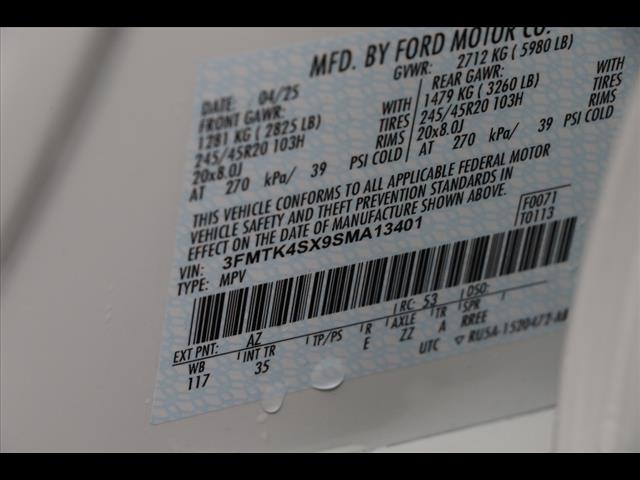 MFD. BY FORD MOTOR CO.
DATE: 04/25 GVWR: 2712 KG ( 5980 LB)
FRONT GAWR: REAR GAWR:
1281 KG ( 2825 LB) WITH 1479 KG ( 3260 LB) WITH
245/45R20 103H TIRES 245/45R20 103H TIRES
20x8.0J RIMS 20x8.0J RIMS
AT 270 kPa/ 39 PSI COLD AT 270 kPa/ 39 PSI COLD
THIS VEHICLE CONFORMS TO ALL APPLICABLE FEDERAL MOTOR
VEHICLE SAFETY AND THEFT PREVENTION STANDARDS IN
EFFECT ON THE DATE OF MANUFACTURE SHOWN ABOVE.
VIN: 3FMTK4SX9SMA13401 F0071
TYPE: MPV T0113
EXT PNT: AZ RC: 53 DSO:
WB INT TR TP/PS R AXLE TR SPR
117 35 E ZZ A RREE
UTC ▽ RU5A-1520472-AB